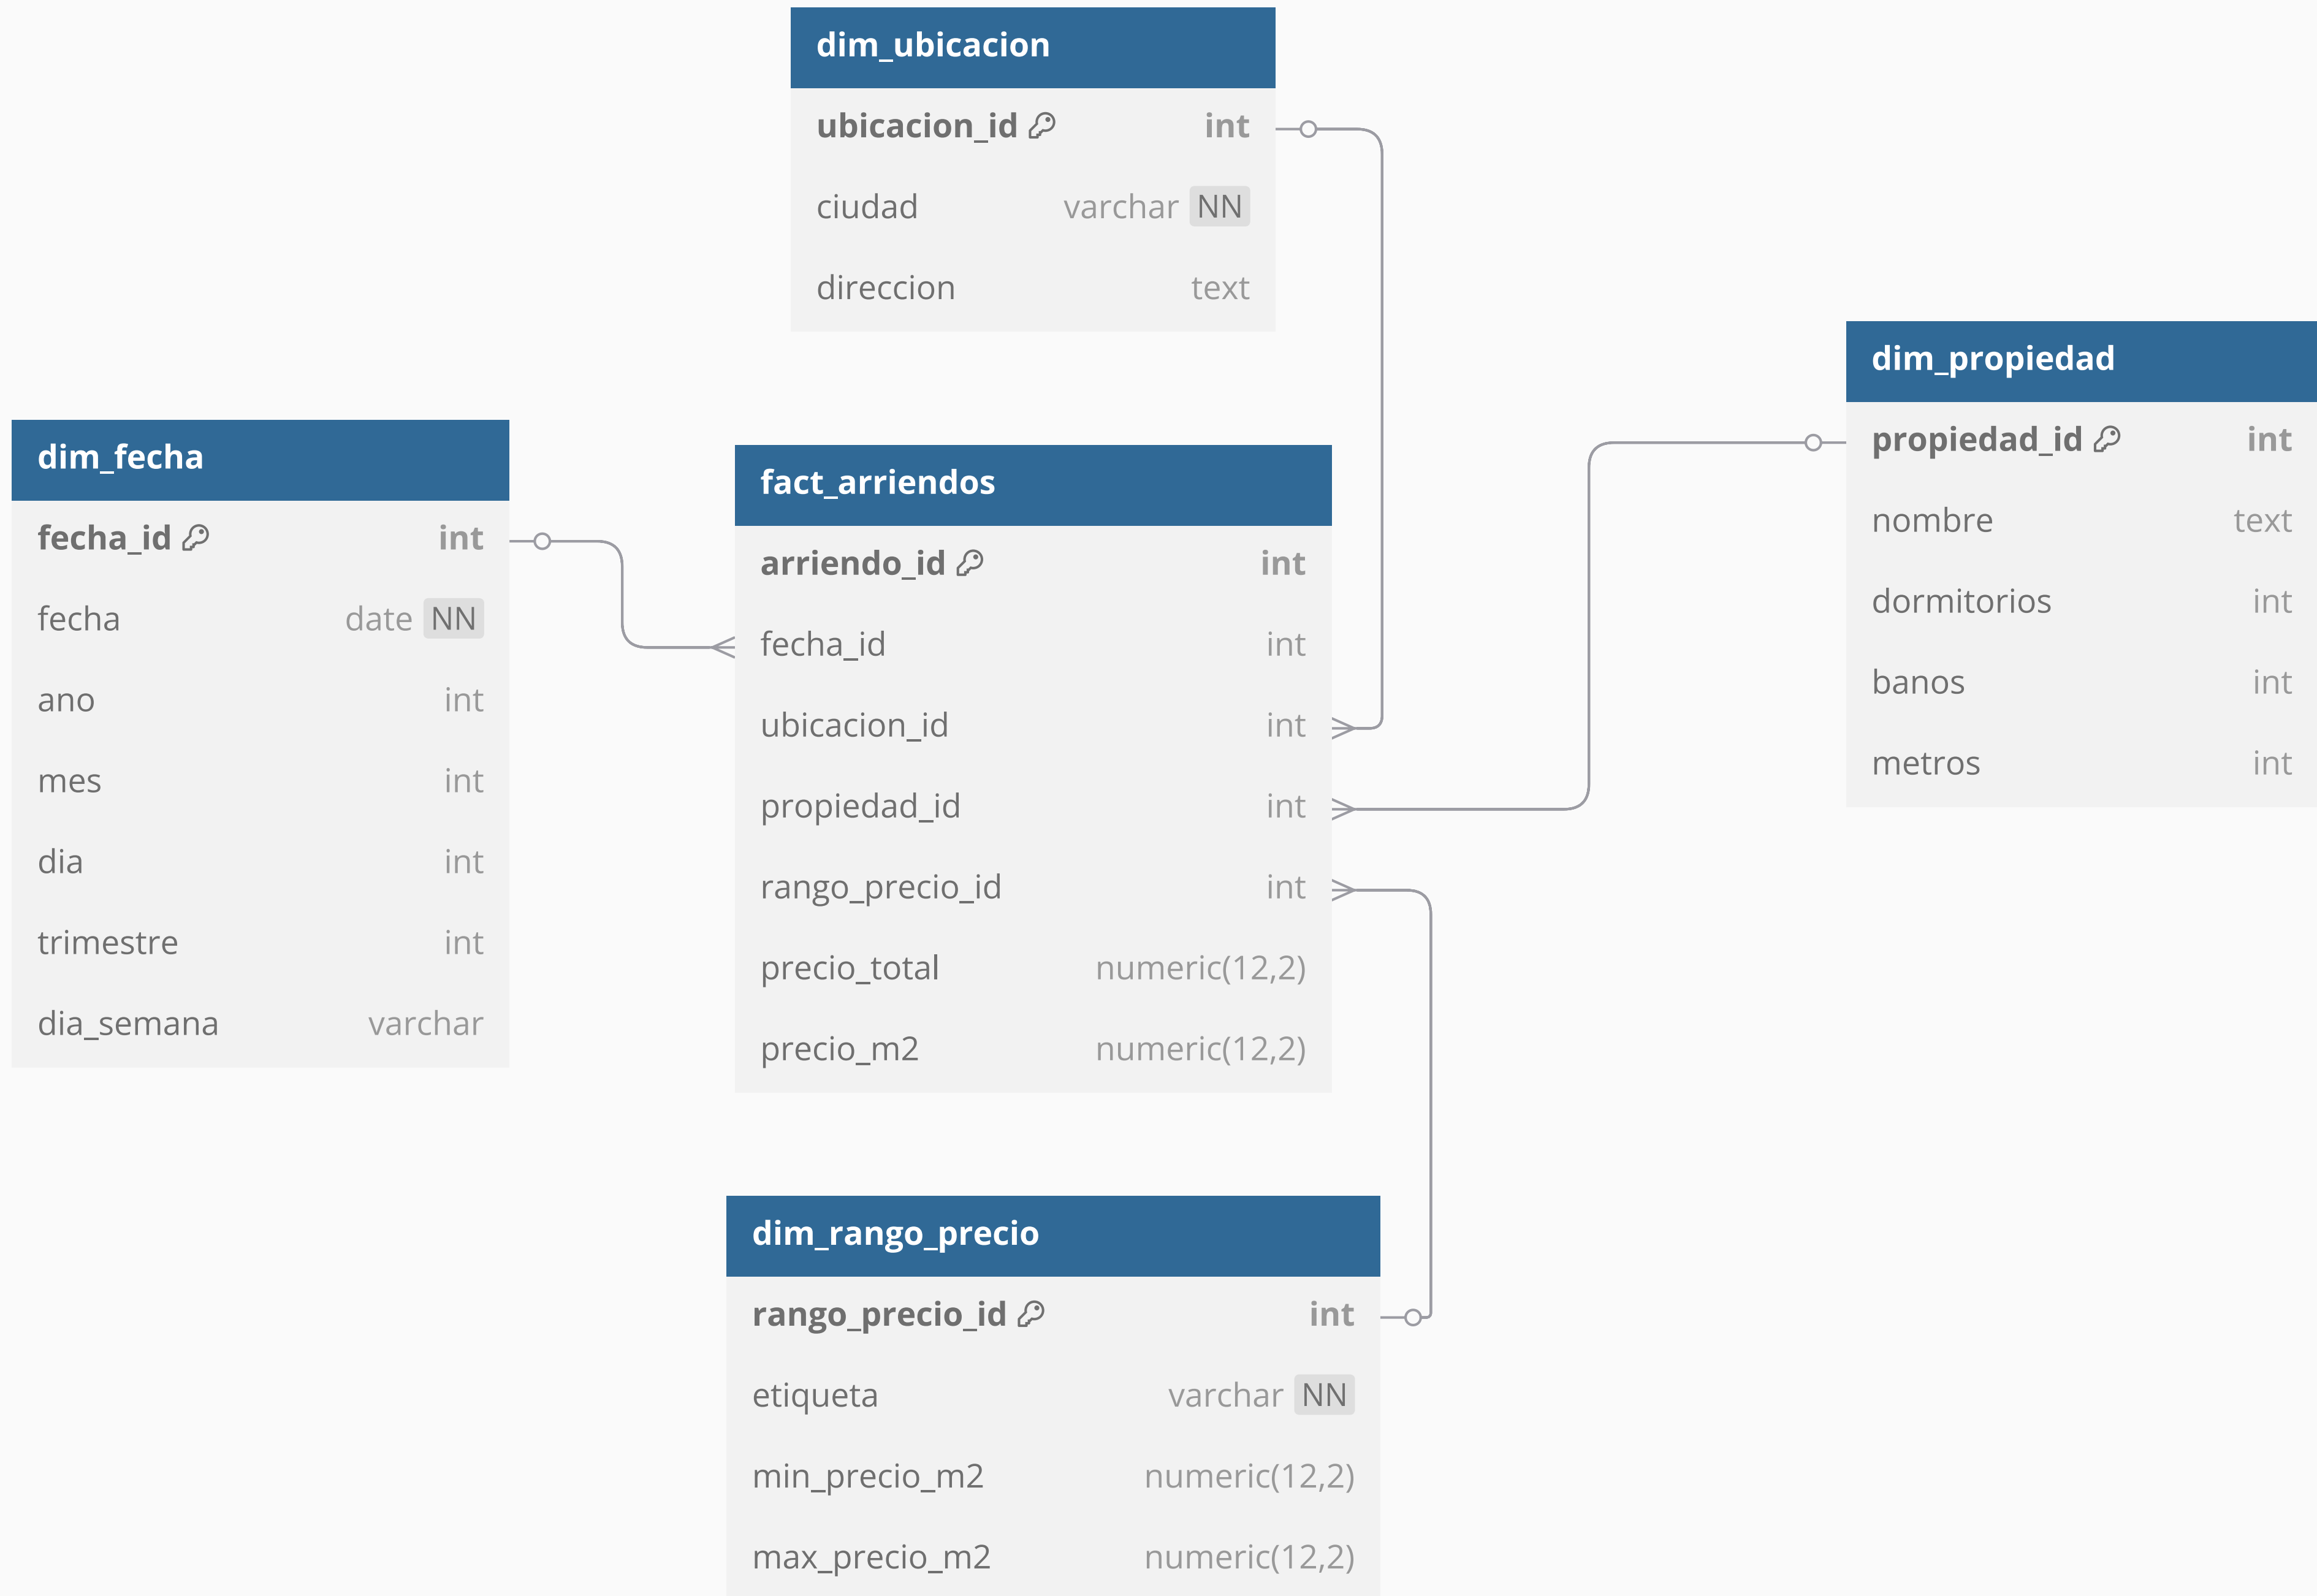 dim_ubicacion
ubicacion_id int
ciudad varchar NN
direccion text
dim_fecha
fecha_id int
fecha date NN
ano int
mes int
dia int
trimestre int
dia_semana varchar
fact_arriendos
arriendo_id int
fecha_id int
ubicacion_id int
propiedad_id int
rango_precio_id int
precio_total numeric(12,2)
precio_m2 numeric(12,2)
dim_propiedad
propiedad_id int
nombre text
dormitorios int
banos int
metros int
dim_rango_precio
rango_precio_id int
etiqueta varchar NN
min_precio_m2 numeric(12,2)
max_precio_m2 numeric(12,2)